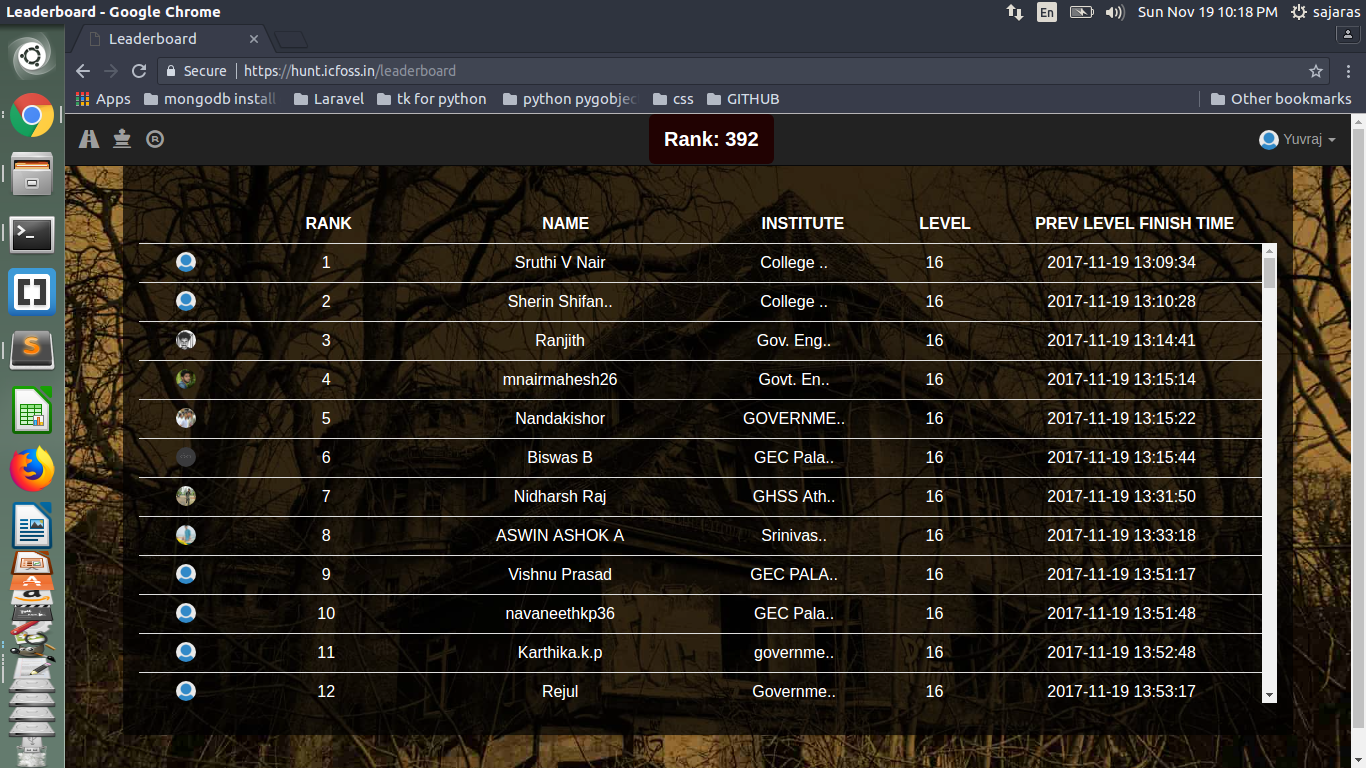 Leaderboard - Google Chrome En Sun Nov 19 10:18 PM sajaras
Leaderboard
Secure https://hunt.icfoss.in/leaderboard
Apps mongodb install Laravel tk for python python pygobjec css GITHUB Other bookmarks
Rank: 392 Yuvraj
RANK NAME INSTITUTE LEVEL PREV LEVEL FINISH TIME
1 Sruthi V Nair College .. 16 2017-11-19 13:09:34
2 Sherin Shifan.. College .. 16 2017-11-19 13:10:28
3 Ranjith Gov. Eng.. 16 2017-11-19 13:14:41
4 mnairmahesh26 Govt. En.. 16 2017-11-19 13:15:14
5 Nandakishor GOVERNME.. 16 2017-11-19 13:15:22
6 Biswas B GEC Pala.. 16 2017-11-19 13:15:44
7 Nidharsh Raj GHSS Ath.. 16 2017-11-19 13:31:50
8 ASWIN ASHOK A Srinivas.. 16 2017-11-19 13:33:18
9 Vishnu Prasad GEC PALA.. 16 2017-11-19 13:51:17
10 navaneethkp36 GEC Pala.. 16 2017-11-19 13:51:48
11 Karthika.k.p governme.. 16 2017-11-19 13:52:48
12 Rejul Governme.. 16 2017-11-19 13:53:17